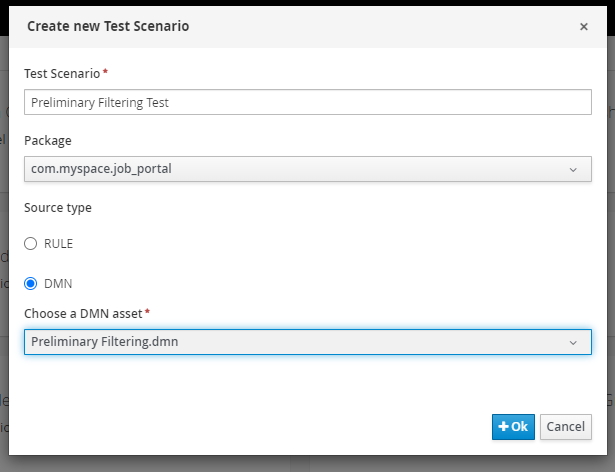 Create new Test Scenario ×
Test Scenario *
Preliminary Filtering Test
Package
com.myspace.job_portal
Source type
RULE
DMN
Choose a DMN asset *
Preliminary Filtering.dmn
+ Ok Cancel